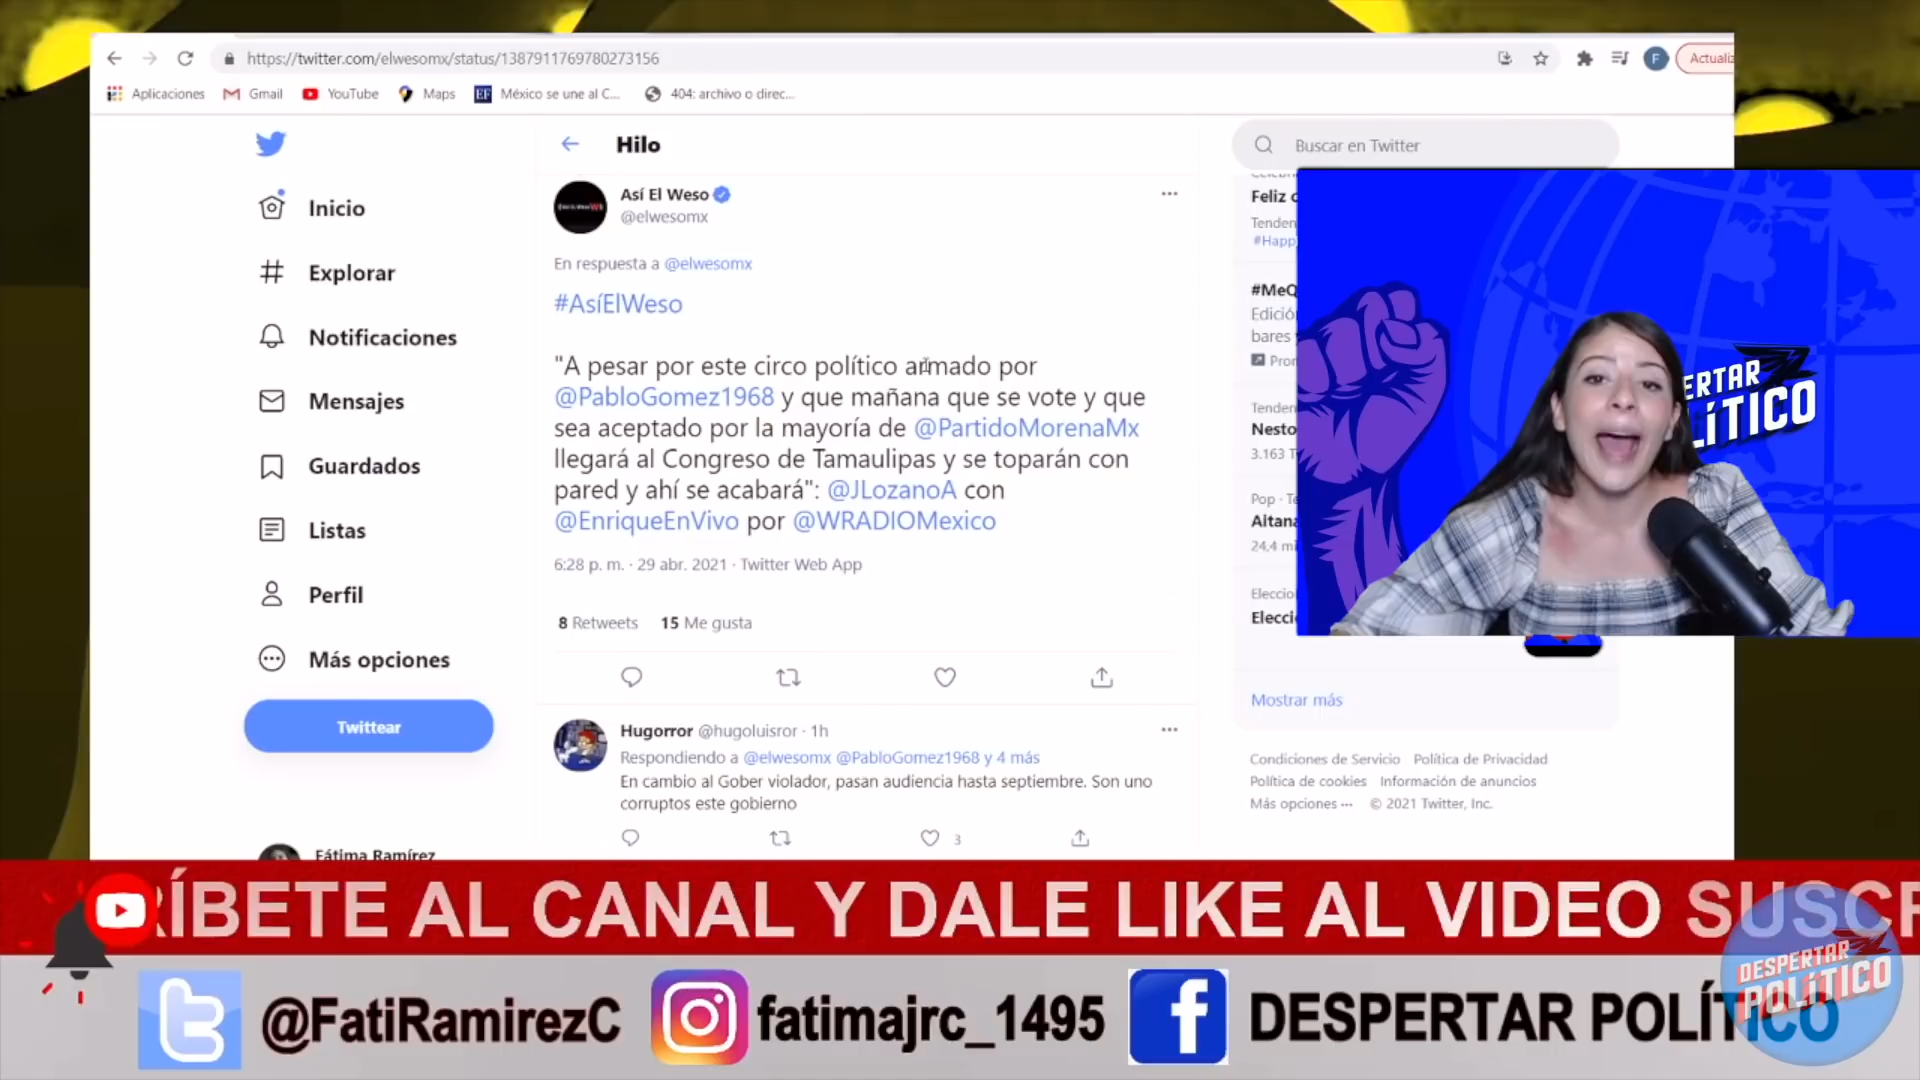 https://twitter.com/elwesomx/status/1387911769780273156
F
Actualiz
Aplicaciones
Gmail
YouTube
Maps
EF México se une al C...
404: archivo o direc...
Hilo
Buscar en Twitter
Inicio
Explorar
Notificaciones
Mensajes
Guardados
Listas
Perfil
Más opciones
Twittear
Fátima Ramírez
Así El Weso
@elwesomx
En respuesta a @elwesomx
#AsíElWeso
"A pesar por este circo político armado por
@PabloGomez1968 y que mañana que se vote y que
sea aceptado por la mayoría de @PartidoMorenaMx
llegará al Congreso de Tamaulipas y se toparán con
pared y ahí se acabará": @JLozanoA con
@EnriqueEnVivo por @WRADIOMexico
6:28 p. m. · 29 abr. 2021 · Twitter Web App
8 Retweets 15 Me gusta
Hugorror @hugoluisror · 1h
Respondiendo a @elwesomx @PabloGomez1968 y 4 más
En cambio al Gober violador, pasan audiencia hasta septiembre. Son uno
corruptos este gobierno
3
Feliz
Tenden
#Happ
#MeQ
Edició
bares
Pron
Tenden
Nesto
3.163 T
Pop · Te
Aitana
24,4 mi
Eleccio
Elecci
Mostrar más
Condiciones de Servicio Política de Privacidad
Política de cookies Información de anuncios
Más opciones ··· © 2021 Twitter, Inc.
ERTAR
LÍTICO
RÍBETE AL CANAL Y DALE LIKE AL VIDEO SUSCR
@FatiRamirezC
fatimajrc_1495
DESPERTAR POLÍTICO
DESPERTAR
POLÍTICO